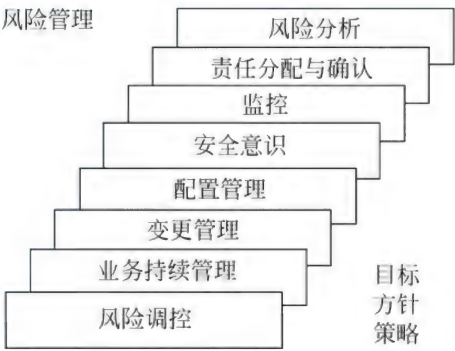 风险管理
风险分析
责任分配与确认
监控
安全意识
配置管理
变更管理
业务持续管理
风险调控
目标
方针
策略